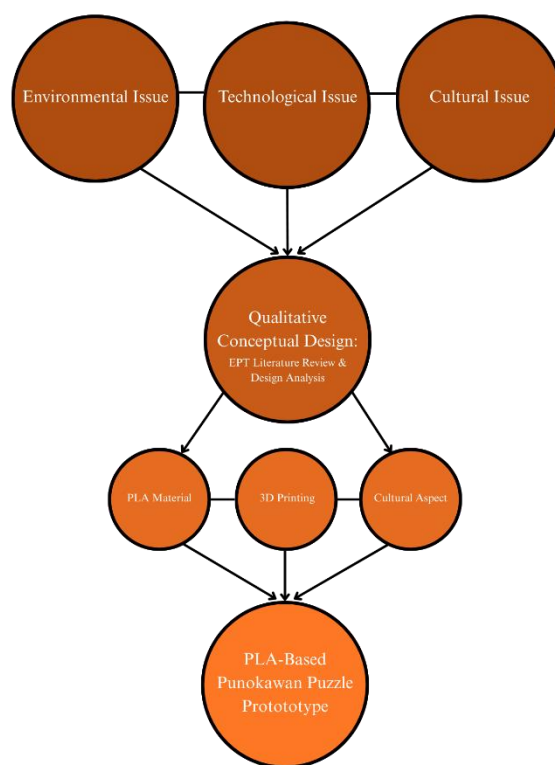 Environmental Issue
Technological Issue
Cultural Issue
Qualitative
Conceptual Design:
EPT Literature Review &
Design Analysis
PLA Material
3D Printing
Cultural Aspect
PLA-Based
Punokawan Puzzle
Protototype